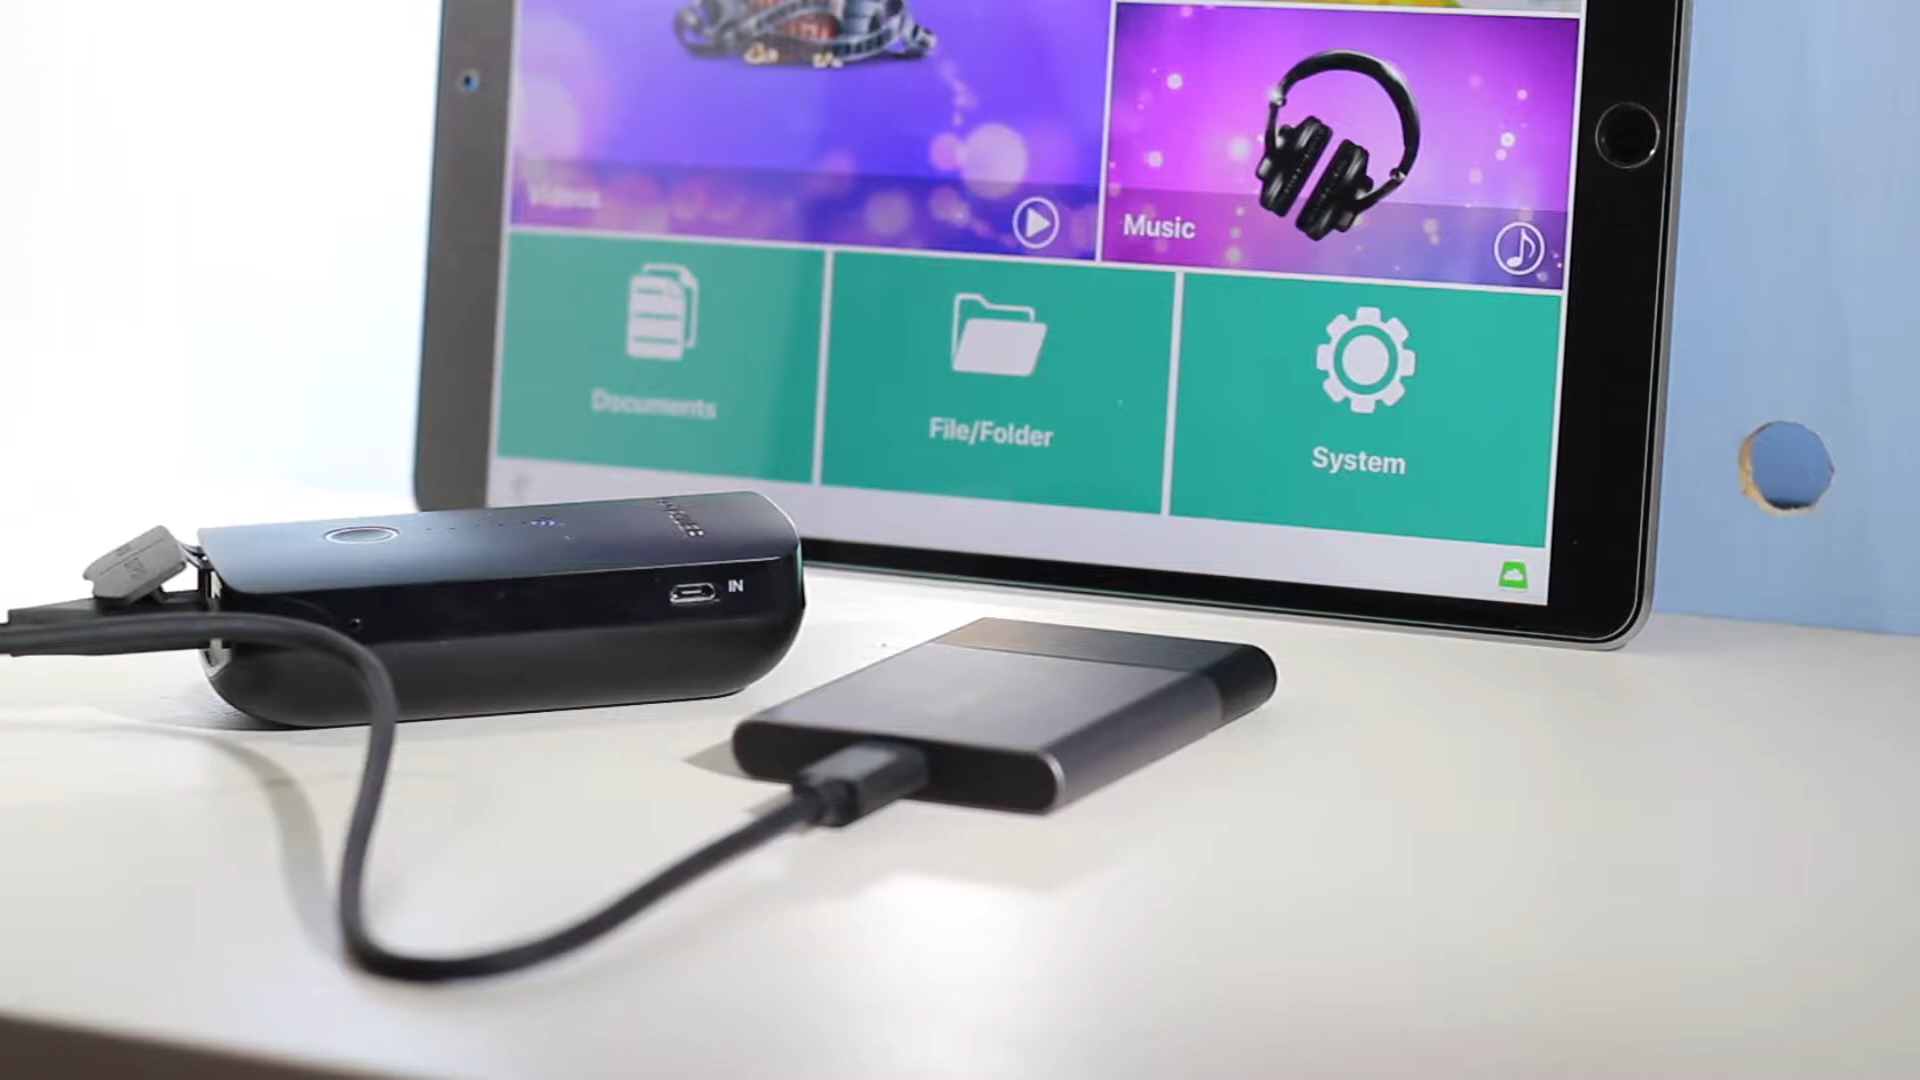 Videos
Music
Documents
File/Folder
System
IN